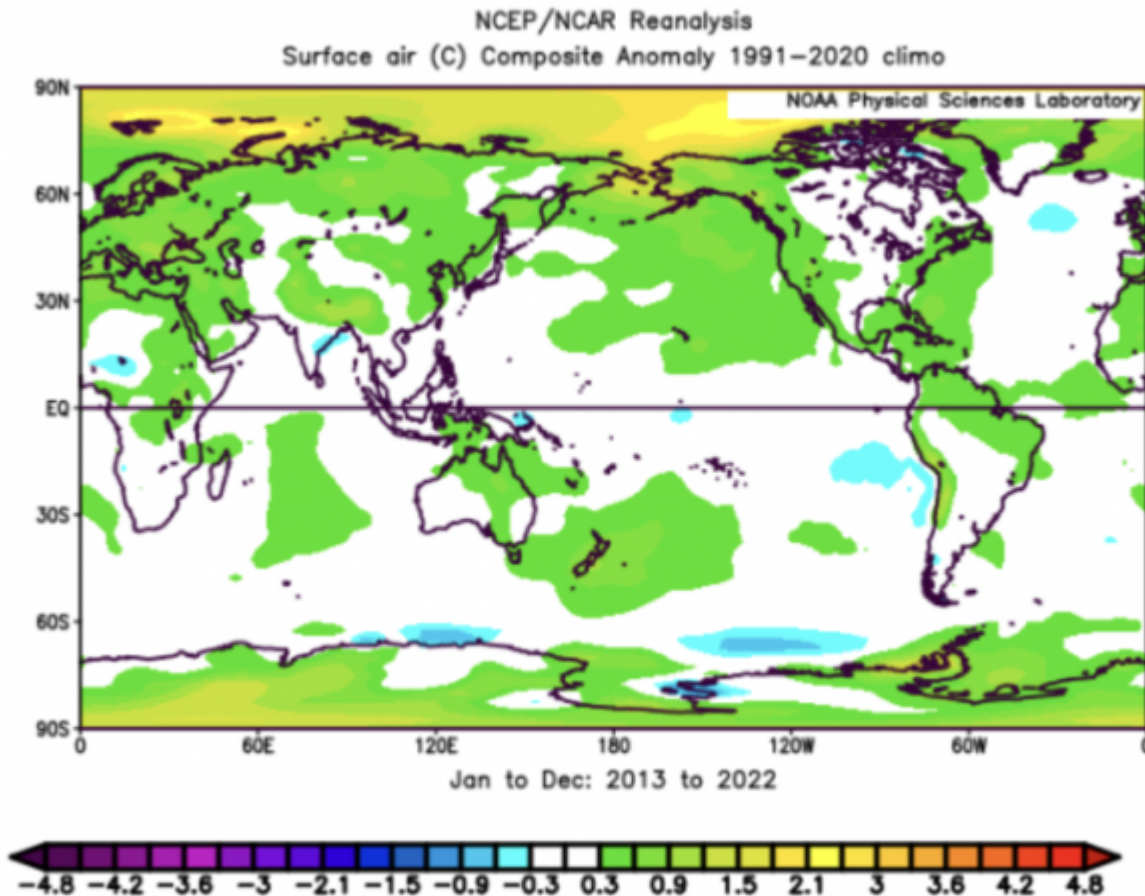 NCEP/NCAR Reanalysis
Surface air (C) Composite Anomaly 1991-2020 climo
NOAA Physical Sciences Laboratory
90N
60N
30N
EQ
30S
60S
90S
0 60E 120E 180 120W 60W 0
Jan to Dec: 2013 to 2022
-4.8 -4.2 -3.6 -3 -2.1 -1.5 -0.9 -0.3 0.3 0.9 1.5 2.1 3 3.6 4.2 4.8